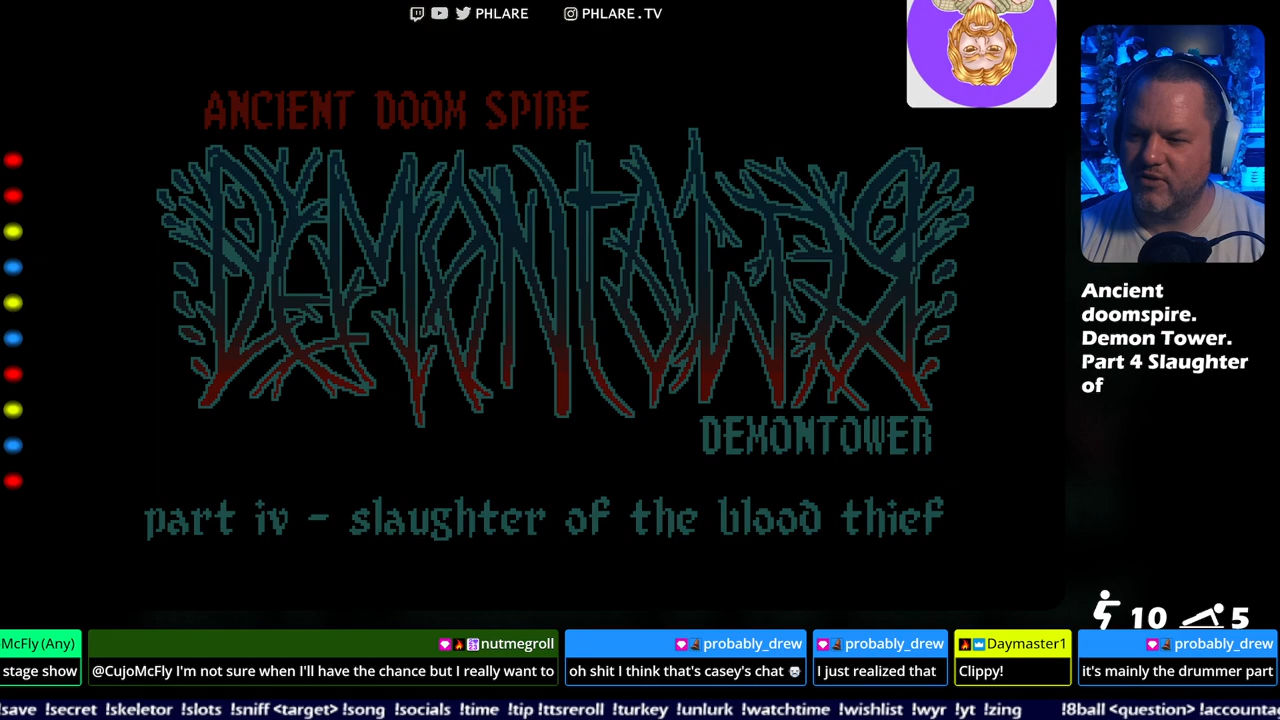 PHLARE PHLARE.TV
ANCIENT DOOM SPIRE
DEMONTOWER
DEMONTOWER
part iv - slaughter of the blood thief
Ancient
doomspire.
Demon Tower.
Part 4 Slaughter
of
10 5
McFly (Any) nutmegroll probably_drew probably_drew Daymaster1 probably_drew
stage show @CujoMcFly I'm not sure when I'll have the chance but I really want to oh shit I think that's casey's chat I just realized that Clippy! it's mainly the drummer part
!save !secret !skeletor !slots !sniff <target> !song !socials !time !tip !ttsreroll !turkey !unlurk !watchtime !wishlist !wyr !yt !zing !8ball <question> !accounta